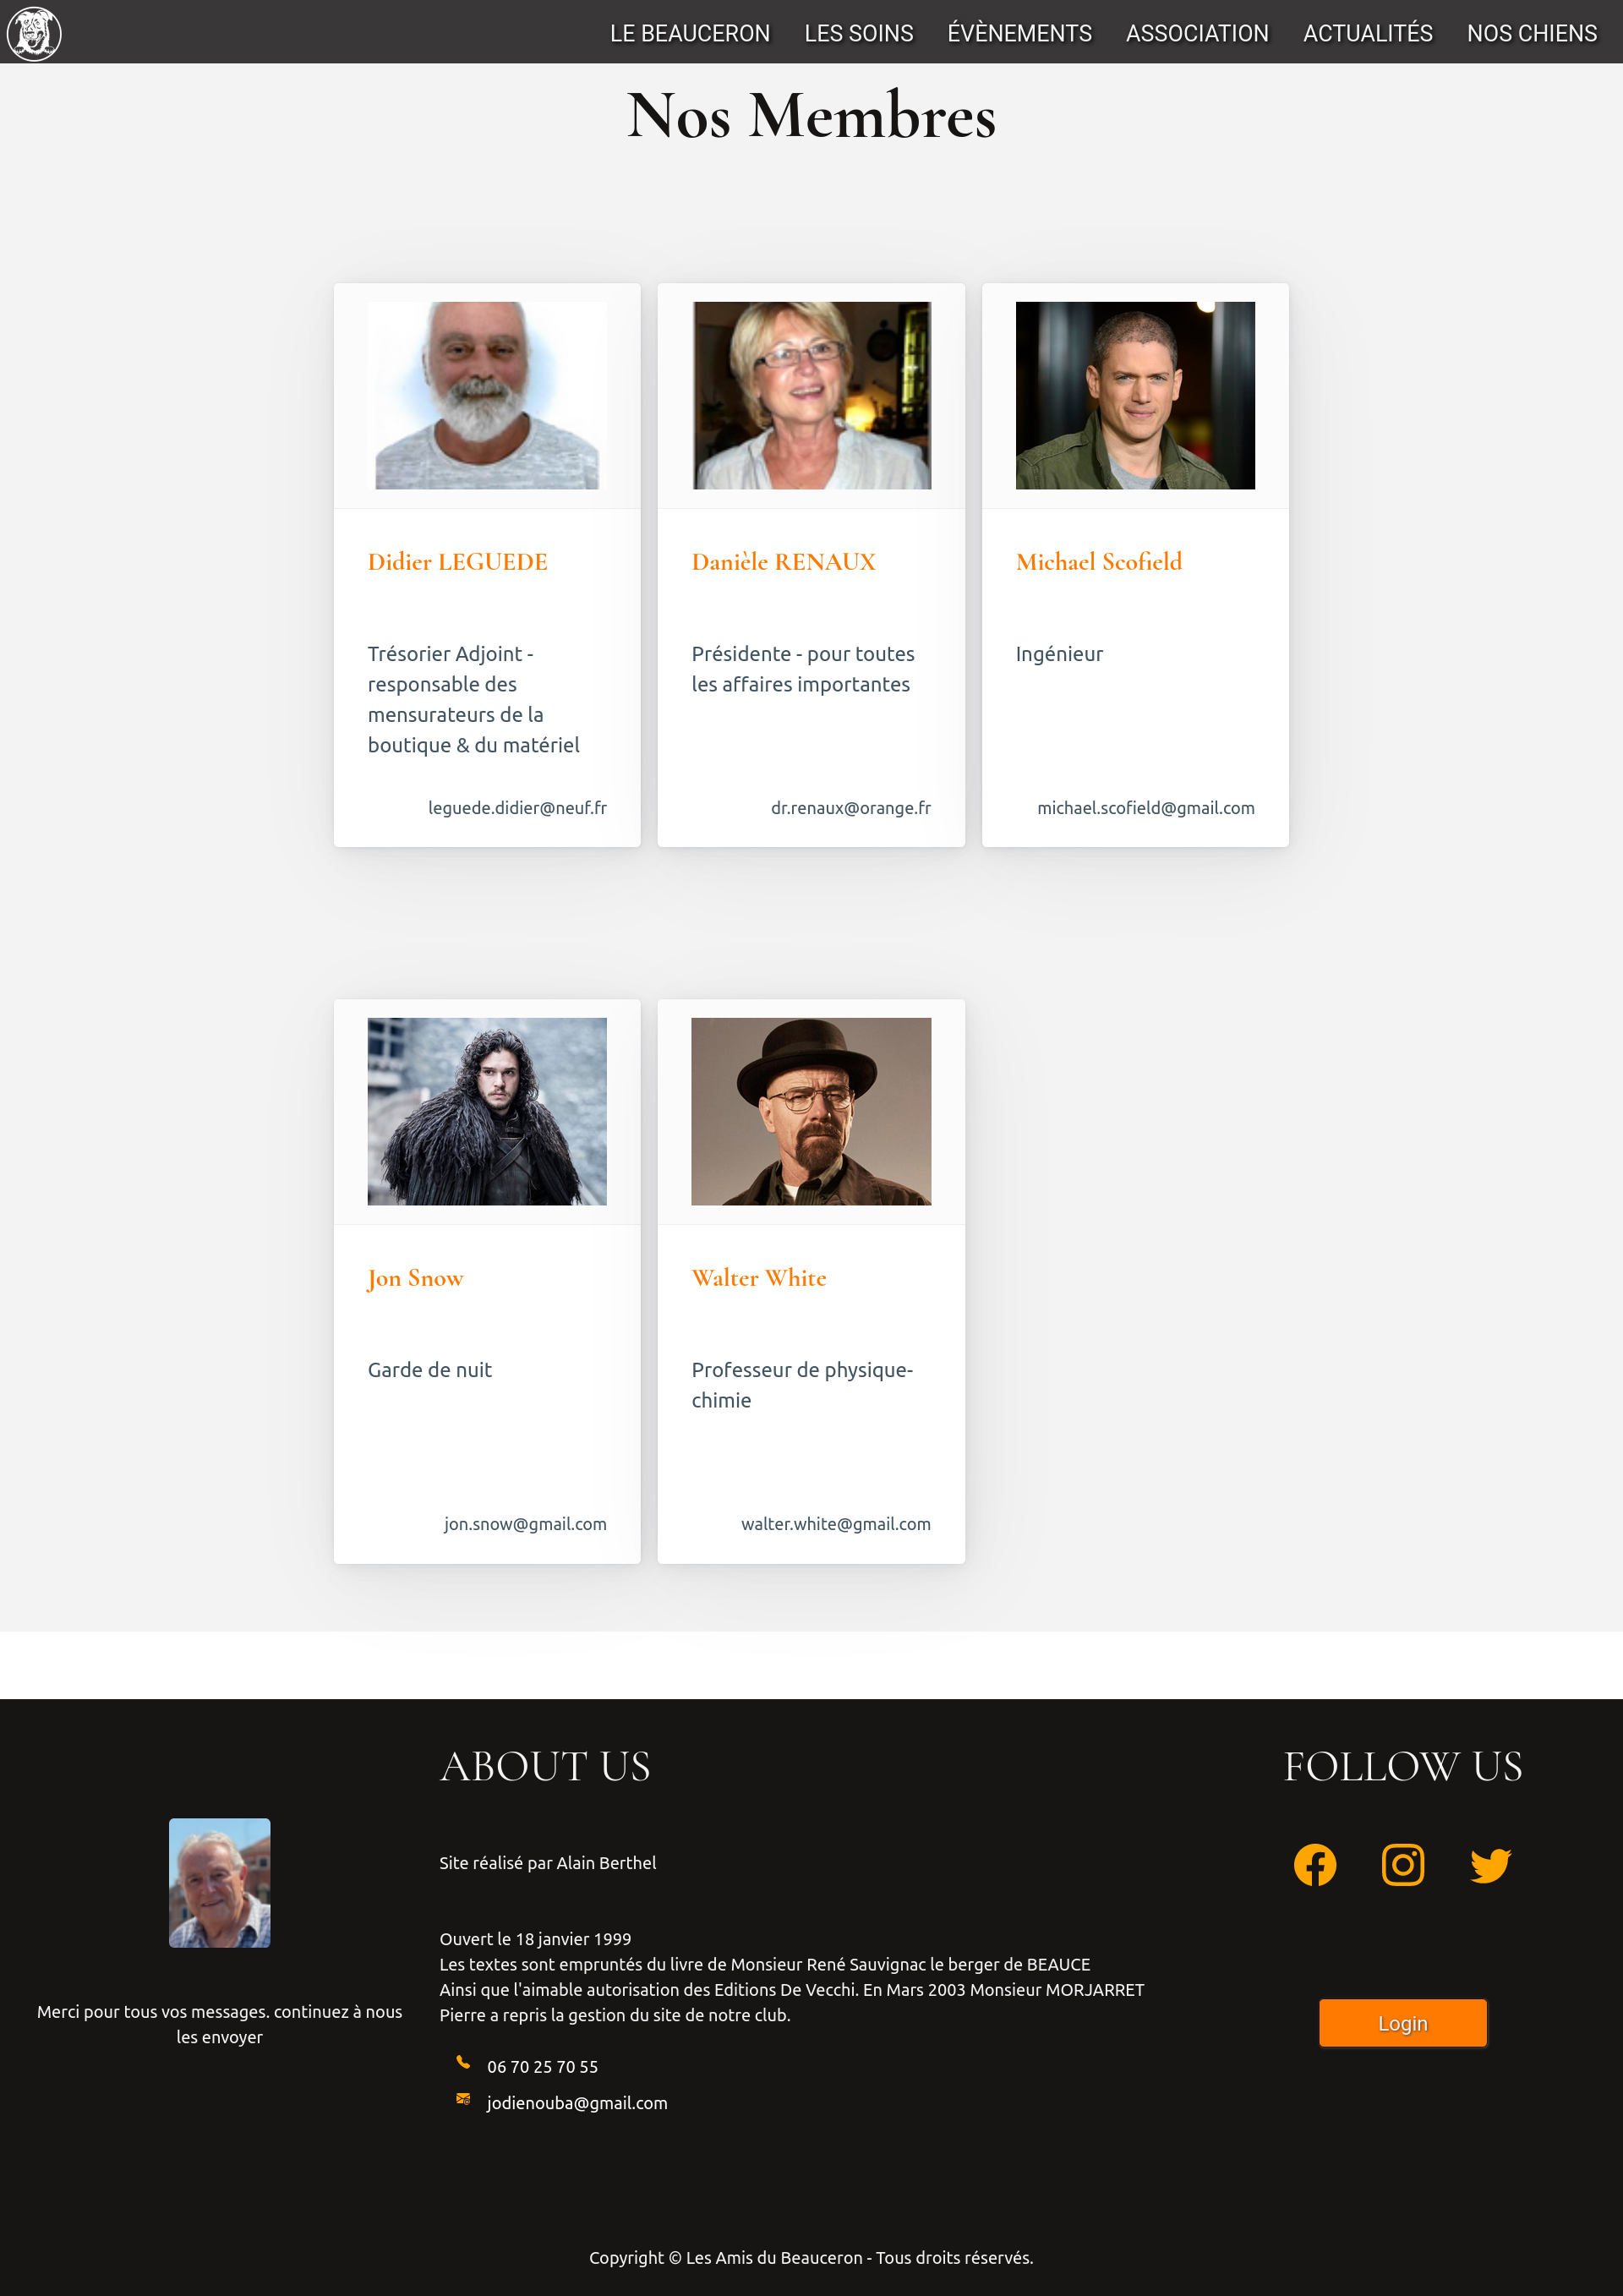 LE BEAUCERON LES SOINS ÉVÈNEMENTS ASSOCIATION ACTUALITÉS NOS CHIENS
Nos Membres
Didier LEGUEDE
Trésorier Adjoint -
responsable des
mensurateurs de la
boutique & du matériel
leguede.didier@neuf.fr
Danièle RENAUX
Présidente - pour toutes
les affaires importantes
dr.renaux@orange.fr
Michael Scofield
Ingénieur
michael.scofield@gmail.com
Jon Snow
Garde de nuit
jon.snow@gmail.com
Walter White
Professeur de physique-
chimie
walter.white@gmail.com
Merci pour tous vos messages. continuez à nous
les envoyer
ABOUT US
Site réalisé par Alain Berthel
Ouvert le 18 janvier 1999
Les textes sont empruntés du livre de Monsieur René Sauvignac le berger de BEAUCE
Ainsi que l'aimable autorisation des Editions De Vecchi. En Mars 2003 Monsieur MORJARRET
Pierre a repris la gestion du site de notre club.
06 70 25 70 55
jodienouba@gmail.com
FOLLOW US
Login
Copyright © Les Amis du Beauceron - Tous droits réservés.